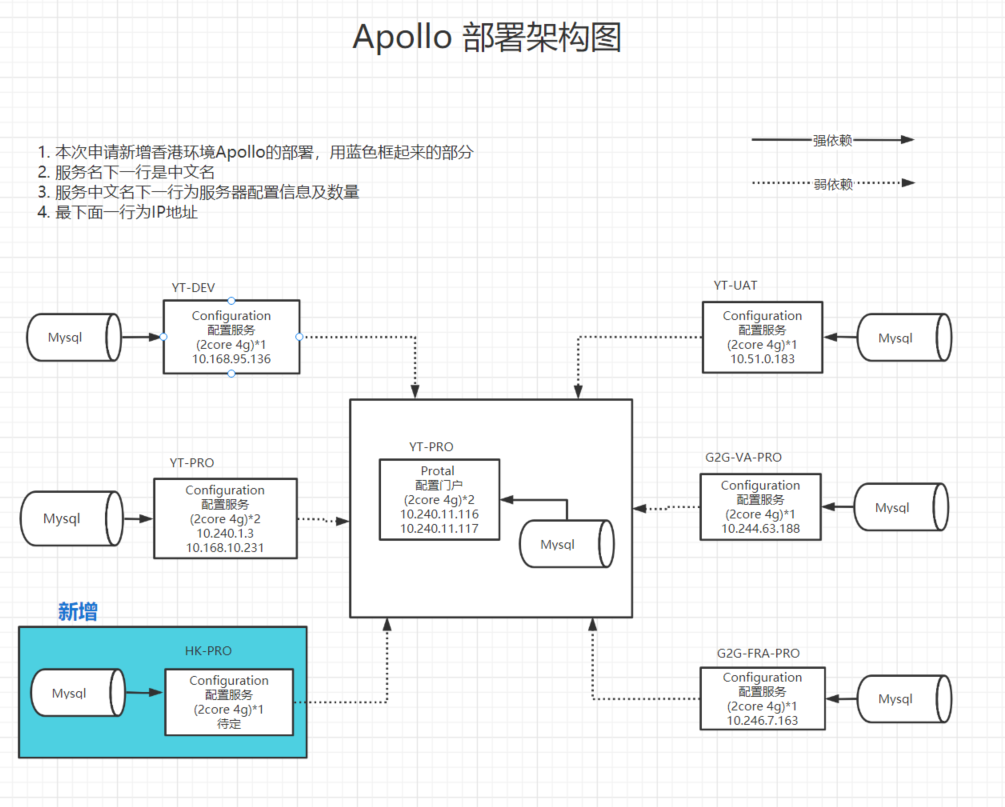 Apollo 部署架构图
1. 本次申请新增香港环境Apollo的部署，用蓝色框起来的部分
2. 服务名下一行是中文名
3. 服务中文名下一行为服务器配置信息及数量
4. 最下面一行为IP地址
强依赖
弱依赖
YT-DEV
Mysql
Configuration
配置服务
(2core 4g)*1
10.168.95.136
YT-UAT
Configuration
配置服务
(2core 4g)*1
10.51.0.183
Mysql
YT-PRO
Mysql
Configuration
配置服务
(2core 4g)*2
10.240.1.3
10.168.10.231
YT-PRO
Protal
配置门户
(2core 4g)*2
10.240.11.116
10.240.11.117
Mysql
G2G-VA-PRO
Configuration
配置服务
(2core 4g)*1
10.244.63.188
Mysql
新增
HK-PRO
Mysql
Configuration
配置服务
(2core 4g)*1
待定
G2G-FRA-PRO
Configuration
配置服务
(2core 4g)*1
10.246.7.163
Mysql